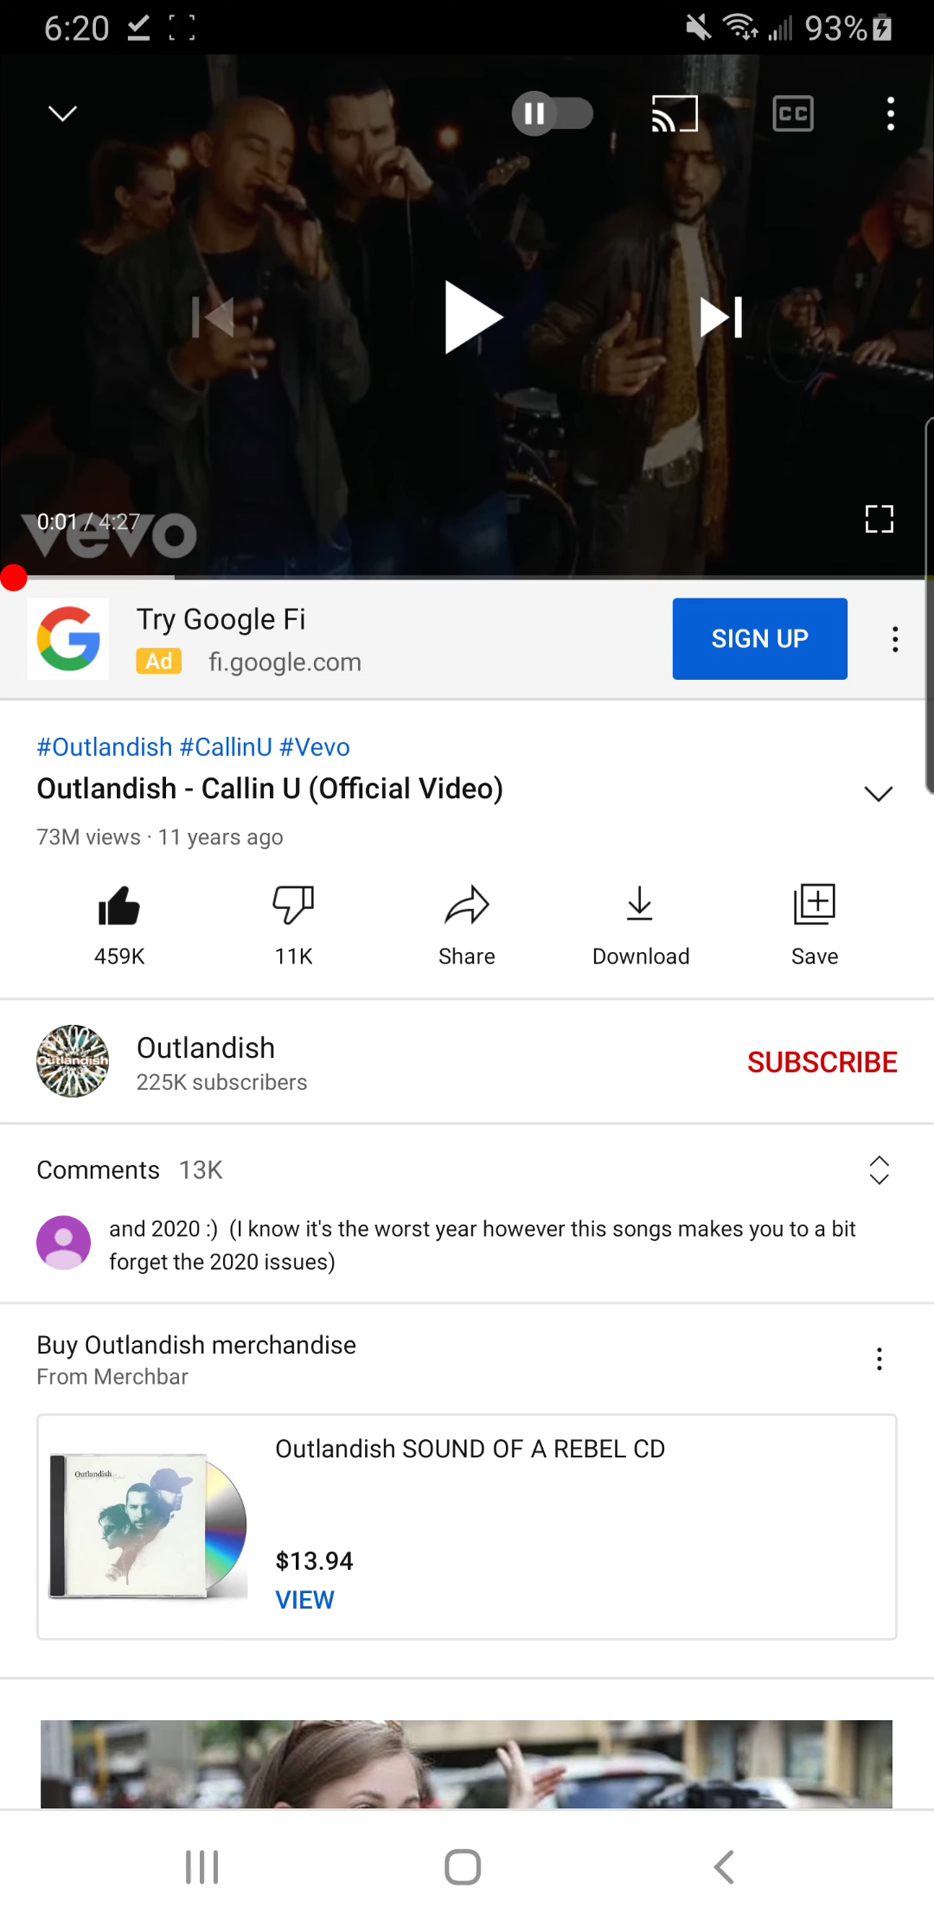 6:20
93%
CC
0:01 / 4:27
vevo
Try Google Fi
Ad fi.google.com
SIGN UP
#Outlandish #CallinU #Vevo
Outlandish - Callin U (Official Video)
73M views · 11 years ago
459K
11K
Share
Download
Save
Outlandish
Outlandish
225K subscribers
SUBSCRIBE
Comments 13K
and 2020 :) (I know it's the worst year however this songs makes you to a bit
forget the 2020 issues)
Buy Outlandish merchandise
From Merchbar
Outlandish
Outlandish SOUND OF A REBEL CD
$13.94
VIEW